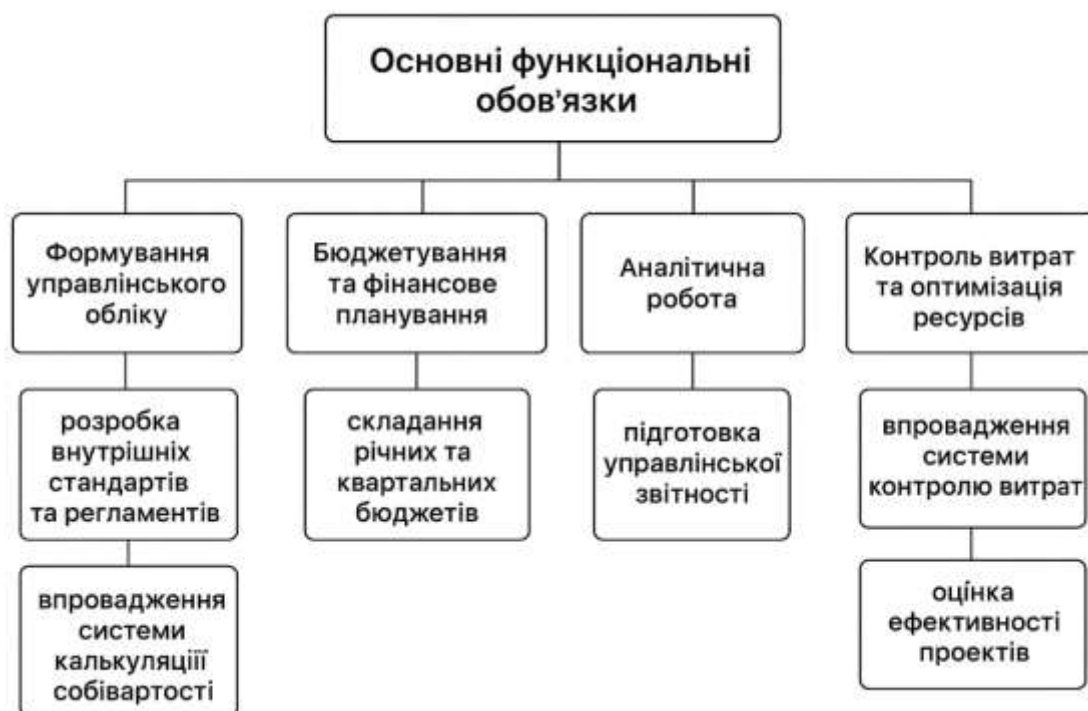 Основні функціональні
обов'язки
Формування
управлінського
обліку
Бюджетування
та фінансове
планування
Аналітична
робота
Контроль витрат
та оптимізація
ресурсів
розробка
внутрішніх
стандартів
та регламентів
складання
річних та
квартальних
бюджетів
підготовка
управлінської
звітності
впровадження
системи
контролю витрат
впровадження
системи
калькуляціїї
собівартості
оцінка
ефективності
проектів